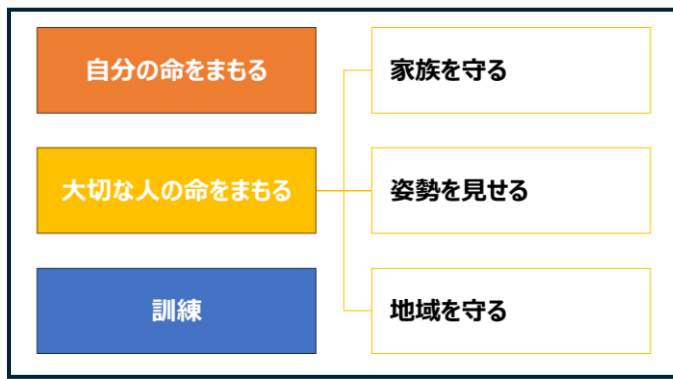 自分の命をまもる
大切な人の命をまもる
訓練
家族を守る
姿勢を見せる
地域を守る